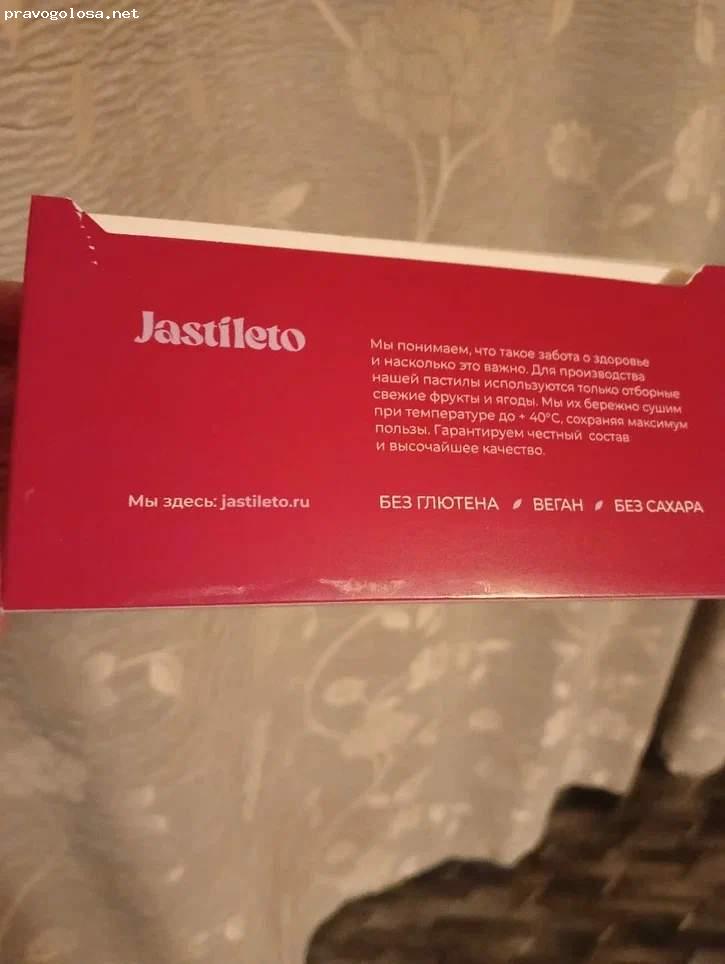 pravogolosa.net
Jastileto
Мы понимаем, что такое забота о здоровье
и насколько это важно. Для производства
нашей пастилы используются только отборные
свежие фрукты и ягоды. Мы их бережно сушим
при температуре до + 40°C, сохраняя максимум
пользы. Гарантируем честный состав
и высочайшее качество.
Мы здесь: jastileto.ru
БЕЗ ГЛЮТЕНА ВЕГАН БЕЗ САХАРА